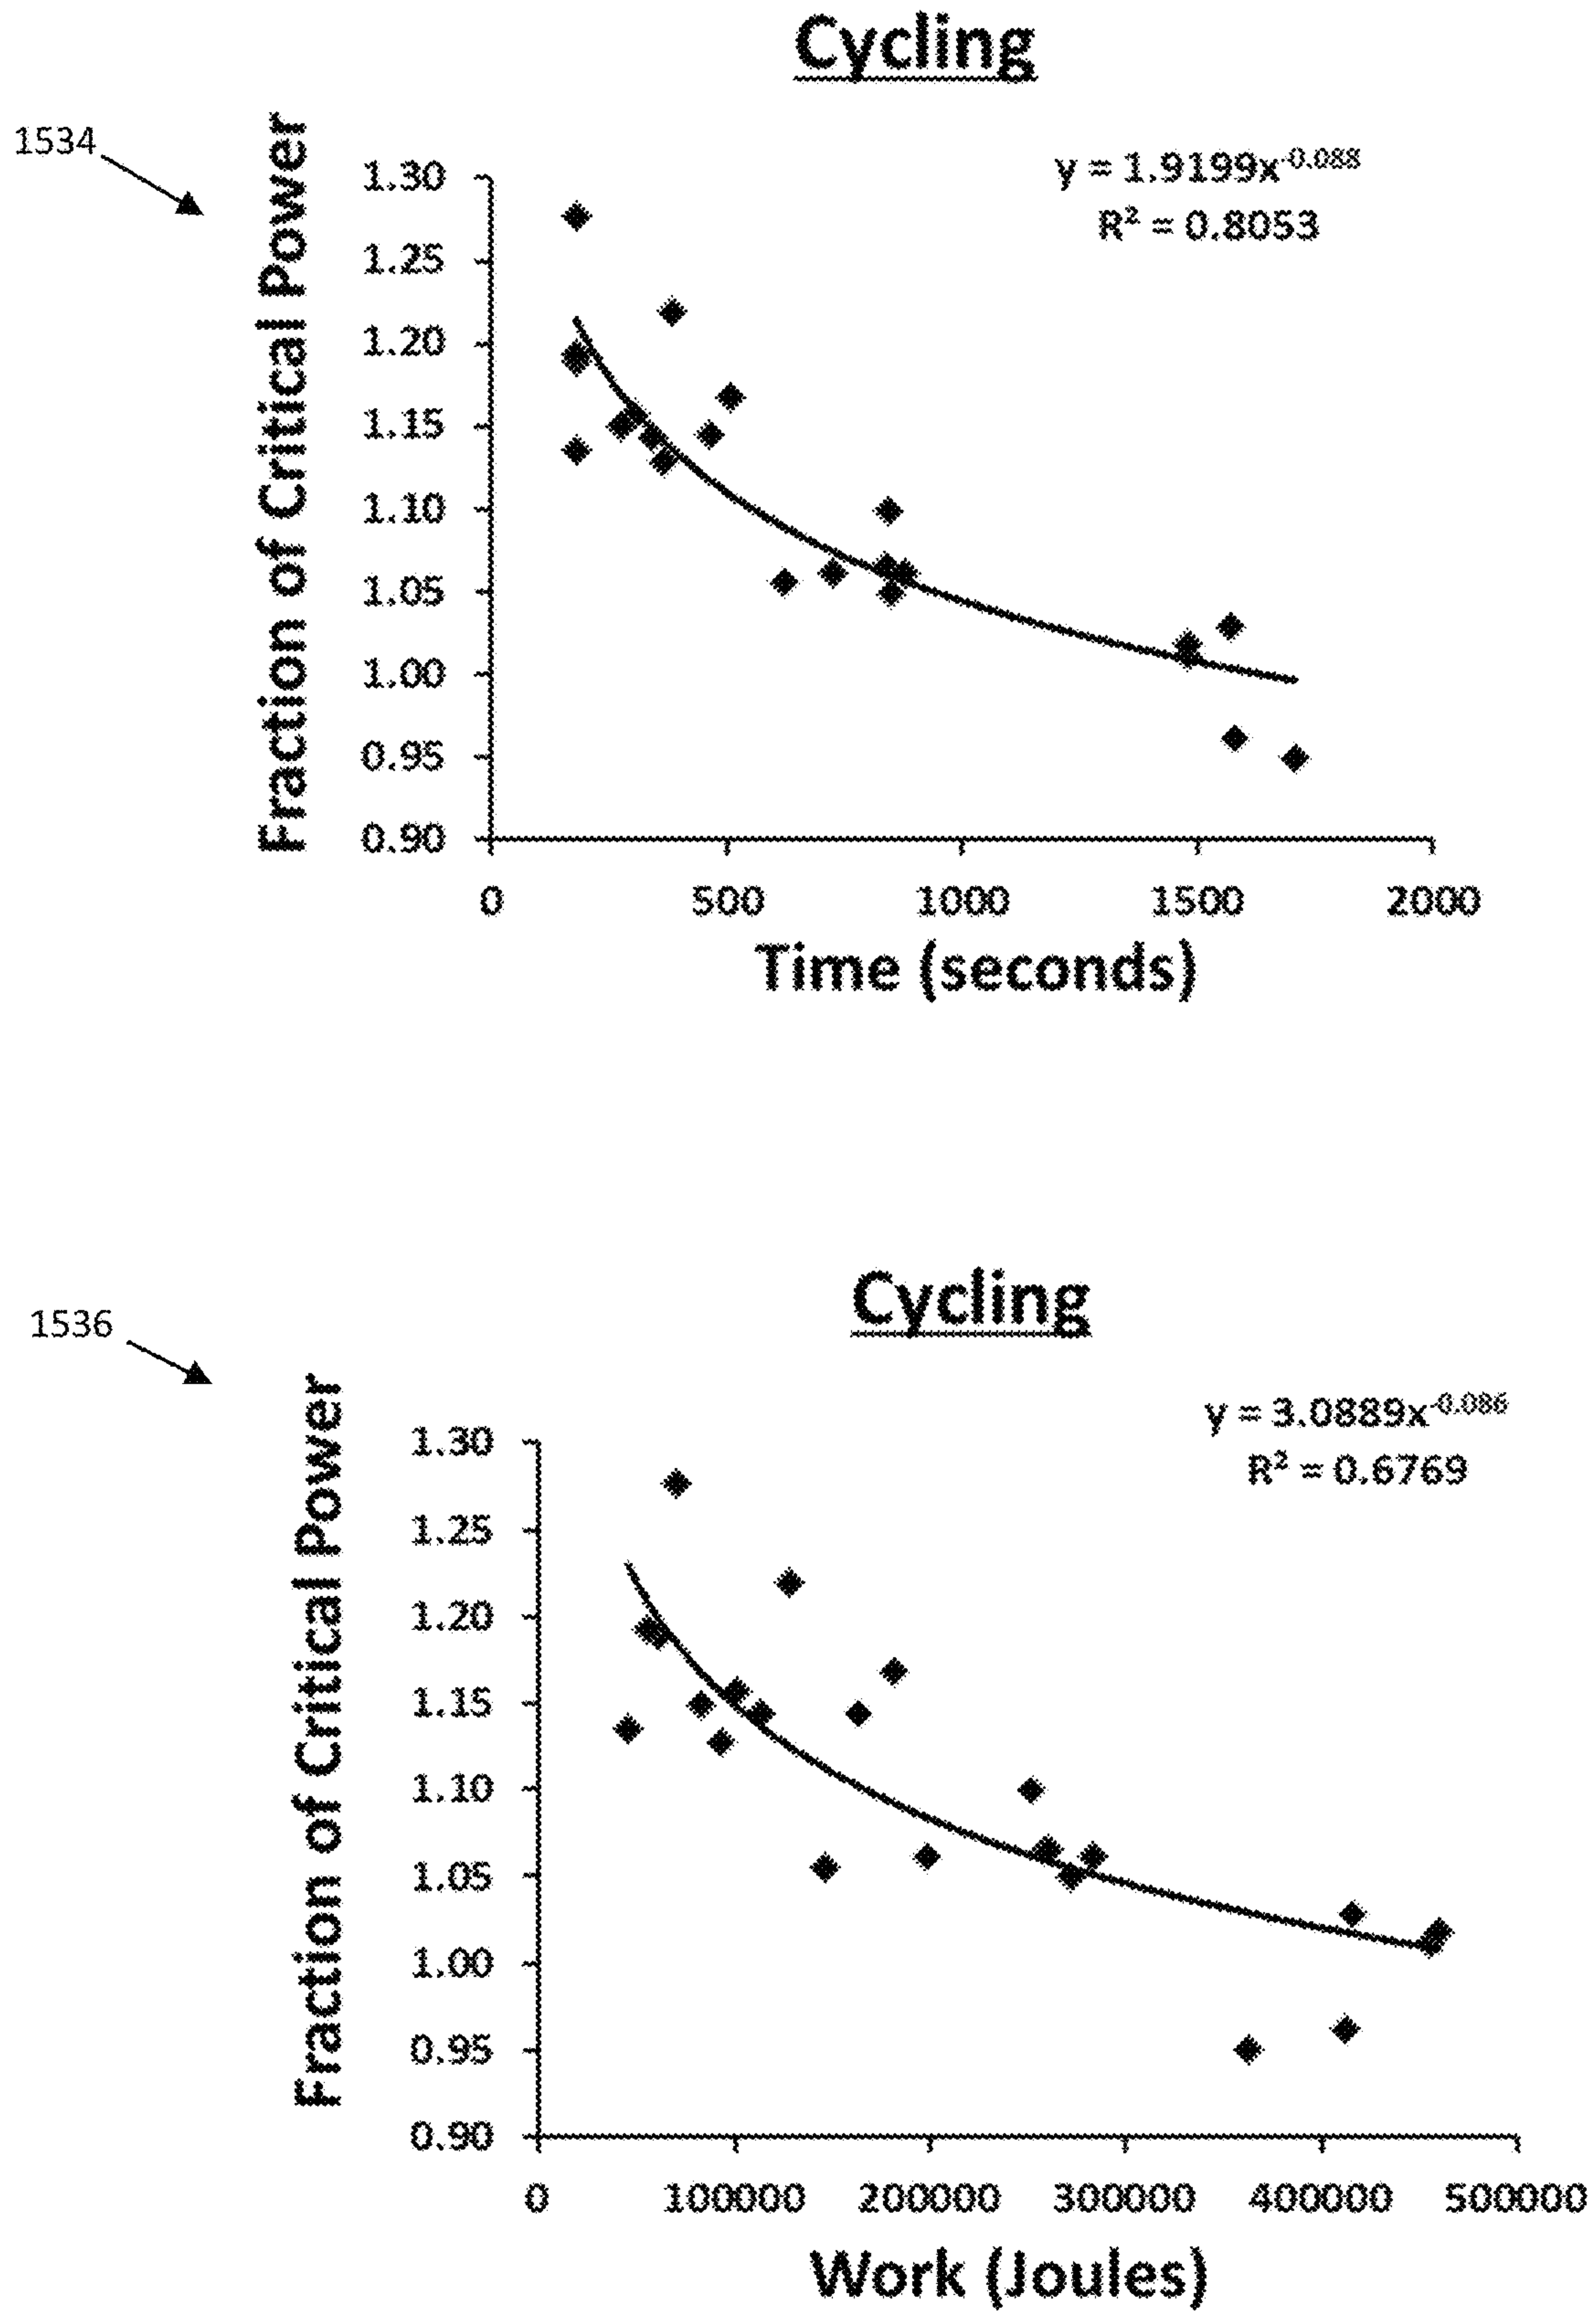 Cycling
1534
y = 1.9199x^-0.088
R² = 0.8053
Fraction of Critical Power
1.30
1.25
1.20
1.15
1.10
1.05
1.00
0.95
0.90
0 500 1000 1500 2000
Time (seconds)
Cycling
1536
y = 3.0889x^-0.086
R² = 0.6769
Fraction of Critical Power
1.30
1.25
1.20
1.15
1.10
1.05
1.00
0.95
0.90
0 100000 200000 300000 400000 500000
Work (Joules)